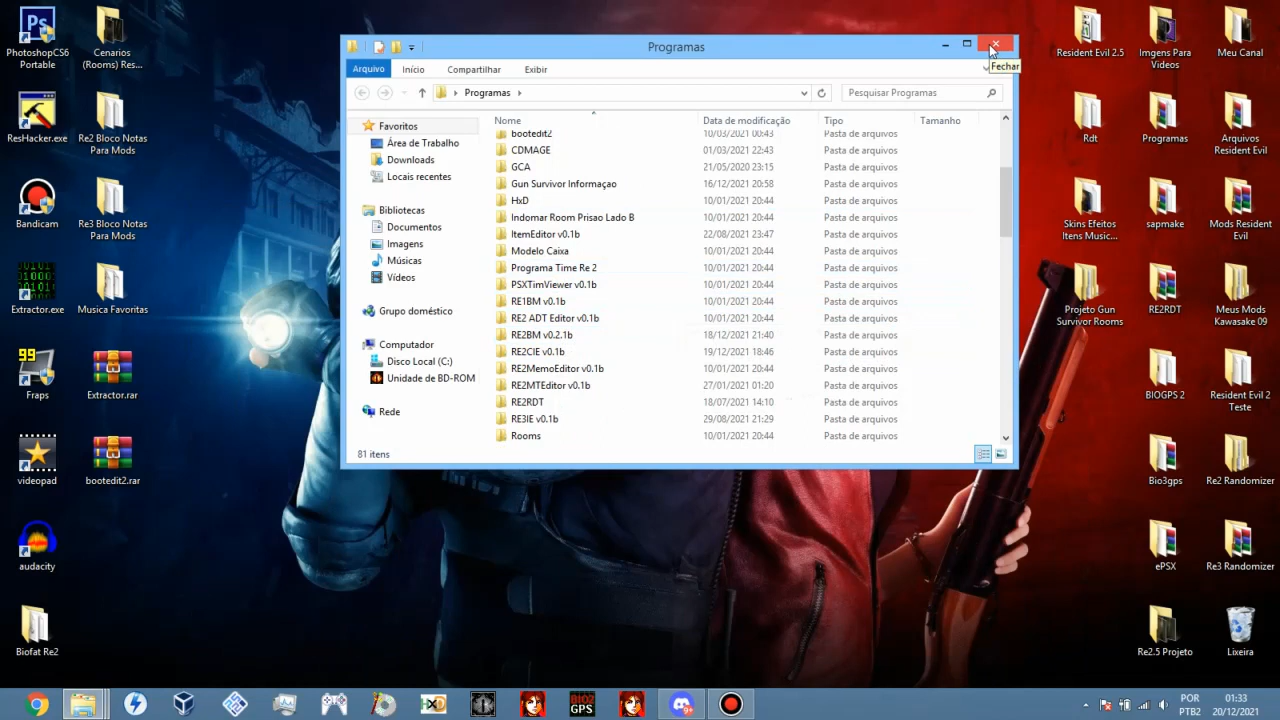 PhotoshopCS6
Portable
Cenarios
(Rooms) Res...
ResHacker.exe
Re2 Bloco Notas
Para Mods
Bandicam
Re3 Bloco Notas
Para Mods
Extractor.exe
Musica Favoritas
99
Fraps
Extractor.rar
videopad
bootedit2.rar
audacity
Biofat Re2
Programas
Fechar
Arquivo
Início
Compartilhar
Exibir
Programas
Pesquisar Programas
Favoritos
Área de Trabalho
Downloads
Locais recentes
Bibliotecas
Documentos
Imagens
Músicas
Vídeos
Grupo doméstico
Computador
Disco Local (C:)
Unidade de BD-ROM
Rede
Nome Data de modificação Tipo Tamanho
bootedit2 10/03/2021 00:43 Pasta de arquivos
CDMAGE 01/03/2021 22:43 Pasta de arquivos
GCA 21/05/2020 23:15 Pasta de arquivos
Gun Survivor Informaçao 16/12/2021 20:58 Pasta de arquivos
HxD 10/01/2021 20:44 Pasta de arquivos
Indomar Room Prisao Lado B 10/01/2021 20:44 Pasta de arquivos
ItemEditor v0.1b 22/08/2021 23:47 Pasta de arquivos
Modelo Caixa 10/01/2021 20:44 Pasta de arquivos
Programa Time Re 2 10/01/2021 20:44 Pasta de arquivos
PSXTimViewer v0.1b 10/01/2021 20:44 Pasta de arquivos
RE1BM v0.1b 10/01/2021 20:44 Pasta de arquivos
RE2 ADT Editor v0.1b 10/01/2021 20:44 Pasta de arquivos
RE2BM v0.2.1b 18/12/2021 21:40 Pasta de arquivos
RE2CIE v0.1b 19/12/2021 18:46 Pasta de arquivos
RE2MemoEditor v0.1b 10/01/2021 20:44 Pasta de arquivos
RE2MTEditor v0.1b 27/01/2021 01:20 Pasta de arquivos
RE2RDT 18/07/2021 14:10 Pasta de arquivos
RE3IE v0.1b 29/08/2021 21:29 Pasta de arquivos
Rooms 10/01/2021 20:44 Pasta de arquivos
81 itens
Resident Evil 2.5
Imgens Para
Videos
Meu Canal
Rdt
Programas
Arquivos
Resident Evil
Skins Efeitos
Itens Music...
sapmake
Mods Resident
Evil
Projeto Gun
Survivor Rooms
RE2RDT
Meus Mods
Kawasake 09
BIOGPS 2
Resident Evil 2
Teste
Bio3gps
Re2 Randomizer
ePSX
Re3 Randomizer
Re2.5 Projeto
Lixeira
HXD
BIO2
GPS
POR
PTB2
01:33
20/12/2021